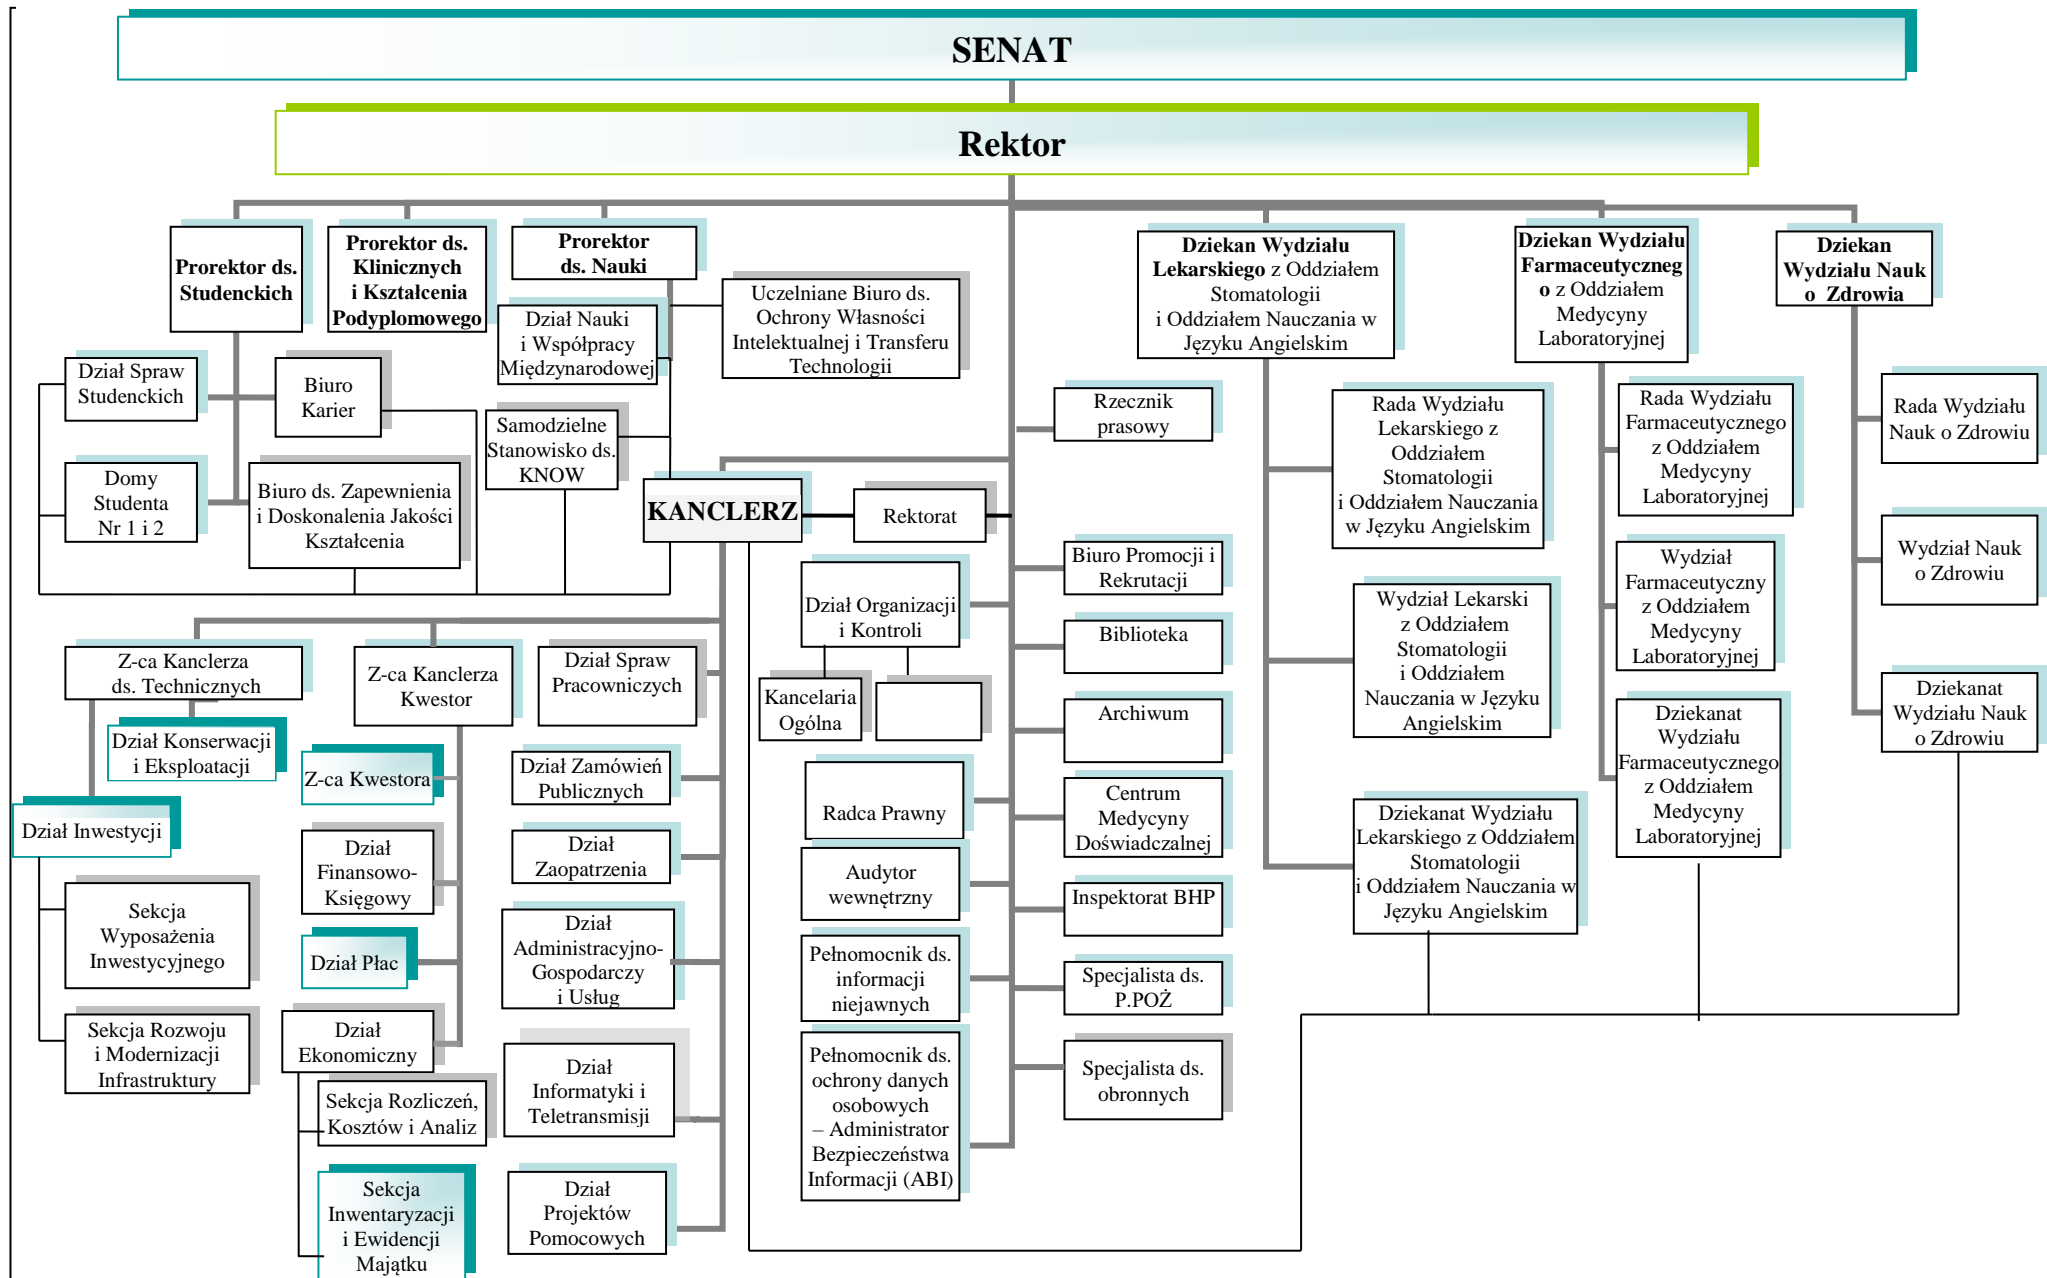 SENAT
Rektor
Prorektor ds.
Studenckich
Prorektor ds.
Klinicznych
i Kształcenia
Podyplomowego
Prorektor
ds. Nauki
Dział Nauki
i Współpracy
Międzynarodowej
Uczelniane Biuro ds.
Ochrony Własności
Intelektualnej i Transferu
Technologii
Dziekan Wydziału
Lekarskiego z Oddziałem
Stomatologii
i Oddziałem Nauczania w
Języku Angielskim
Dziekan Wydziału
Farmaceutyczneg
o z Oddziałem
Medycyny
Laboratoryjnej
Dziekan
Wydziału Nauk
o Zdrowia
Dział Spraw
Studenckich
Biuro
Karier
Samodzielne
Stanowisko ds.
KNOW
Domy
Studenta
Nr 1 i 2
Biuro ds. Zapewnienia
i Doskonalenia Jakości
Kształcenia
KANCLERZ
Rektorat
Rzecznik
prasowy
Rada Wydziału
Lekarskiego z
Oddziałem
Stomatologii
i Oddziałem Nauczania
w Języku Angielskim
Rada Wydziału
Farmaceutycznego
z Oddziałem
Medycyny
Laboratoryjnej
Rada Wydziału
Nauk o Zdrowiu
Biuro Promocji i
Rekrutacji
Dział Organizacji
i Kontroli
Biblioteka
Kancelaria
Ogólna
Archiwum
Wydział Lekarski
z Oddziałem
Stomatologii
i Oddziałem
Nauczania w Języku
Angielskim
Wydział
Farmaceutyczny
z Oddziałem
Medycyny
Laboratoryjnej
Wydział Nauk
o Zdrowiu
Z-ca Kanclerza
ds. Technicznych
Z-ca Kanclerza
Kwestor
Dział Spraw
Pracowniczych
Dział Konserwacji
i Eksploatacji
Z-ca Kwestora
Dział Zamówień
Publicznych
Dział Inwestycji
Dział
Finansowo-
Księgowy
Dział
Zaopatrzenia
Radca Prawny
Centrum
Medycyny
Doświadczalnej
Dziekanat Wydziału
Lekarskiego z Oddziałem
Stomatologii
i Oddziałem Nauczania w
Języku Angielskim
Dziekanat
Wydziału
Farmaceutycznego
z Oddziałem
Medycyny
Laboratoryjnej
Dziekanat
Wydziału Nauk
o Zdrowiu
Sekcja
Wyposażenia
Inwestycyjnego
Dział Płac
Dział
Administracyjno-
Gospodarczy
i Usług
Audytor
wewnętrzny
Inspektorat BHP
Pełnomocnik ds.
informacji
niejawnych
Specjalista ds.
P.POŻ
Sekcja Rozwoju
i Modernizacji
Infrastruktury
Dział
Ekonomiczny
Dział
Informatyki i
Teletransmisji
Pełnomocnik ds.
ochrony danych
osobowych
– Administrator
Bezpieczeństwa
Informacji (ABI)
Specjalista ds.
obronnych
Sekcja Rozliczeń,
Kosztów i Analiz
Sekcja
Inwentaryzacji
i Ewidencji
Majątku
Dział
Projektów
Pomocowych